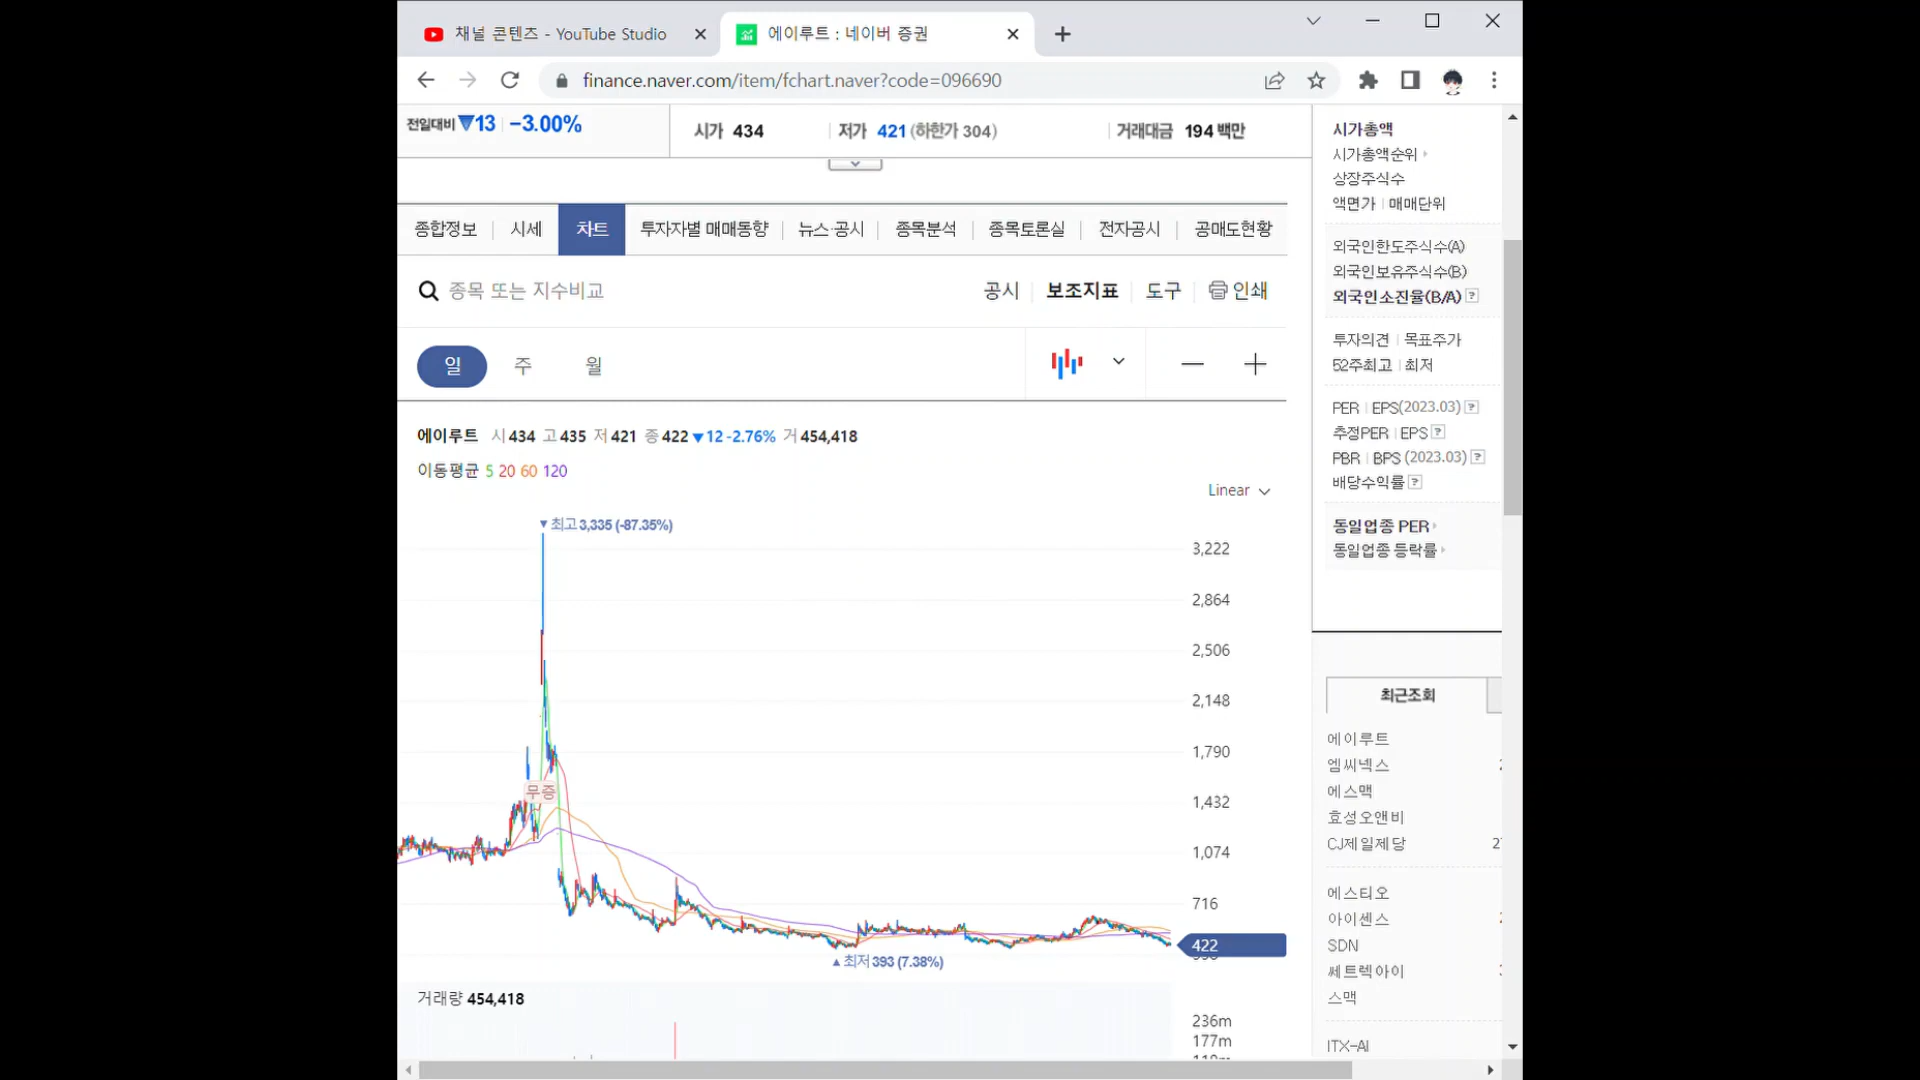 채널 콘텐츠 - YouTube Studio
에이루트 : 네이버 증권
finance.naver.com/item/fchart.naver?code=096690
전일대비 ▼13 -3.00%
시가 434 저가 421 (하한가 304) 거래대금 194 백만
종합정보 시세 차트 투자자별 매매동향 뉴스·공시 종목분석 종목토론실 전자공시 공매도현황
종목 또는 지수비교 공시 보조지표 도구 인쇄
일 주 월
에이루트 시 434 고 435 저 421 종 422 ▼12 -2.76% 거 454,418
이동평균 5 20 60 120
Linear
▼최고 3,335 (-87.35%)
3,222
2,864
2,506
2,148
1,790
무증
1,432
1,074
716
422
▲최저 393 (7.38%)
거래량 454,418
236m
177m
시가총액
시가총액순위
상장주식수
액면가 | 매매단위
외국인한도주식수(A)
외국인보유주식수(B)
외국인소진율(B/A) ?
투자의견 | 목표주가
52주최고 | 최저
PER | EPS(2023.03) ?
추정PER | EPS ?
PBR | BPS (2023.03) ?
배당수익률 ?
동일업종 PER
동일업종 등락률
최근조회
에이루트
엠씨넥스
에스맥
효성오앤비
CJ제일제당
에스티오
아이센스
SDN
쎄트렉아이
스맥
ITX-AI